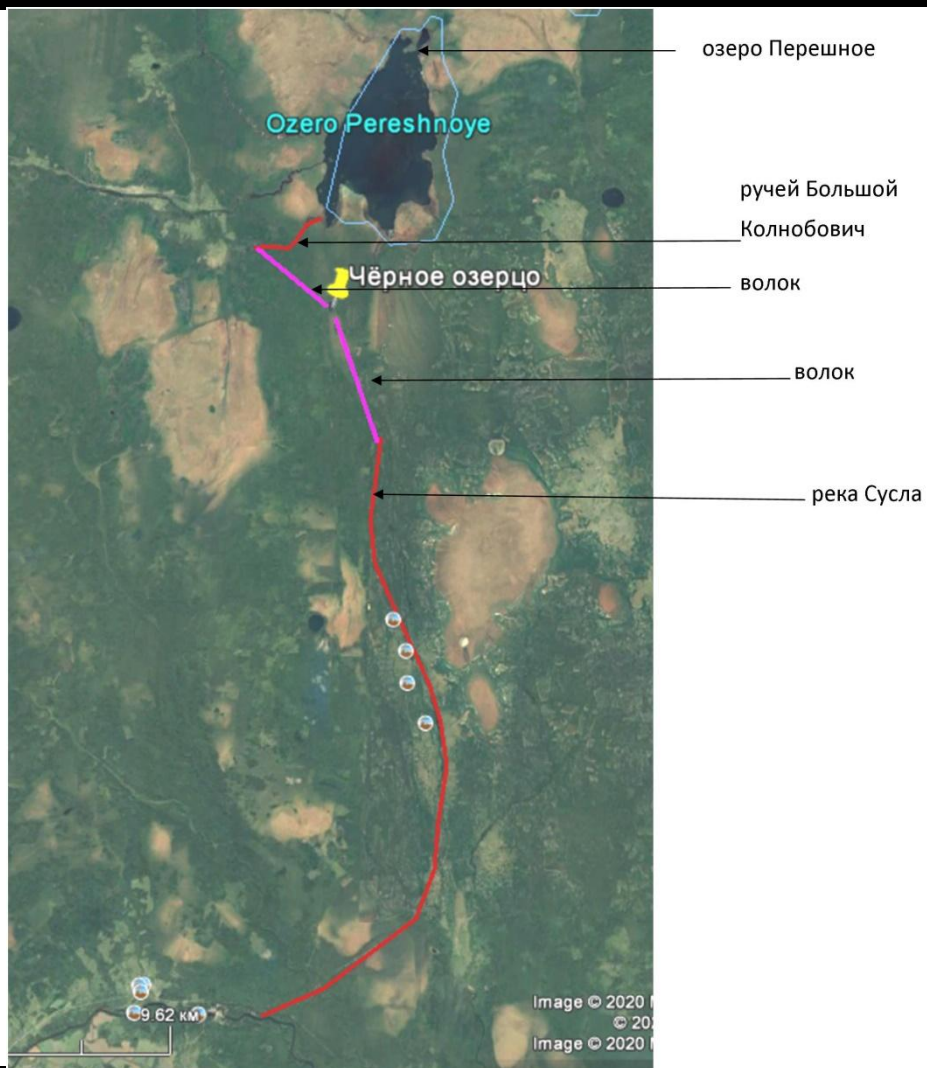 озеро Перешное
Ozero Pereshnoye
ручей Большой
Колнобович
Чёрное озерцо
волок
волок
река Сусла
Image © 2020
© 20
9.62 км
Image © 2020